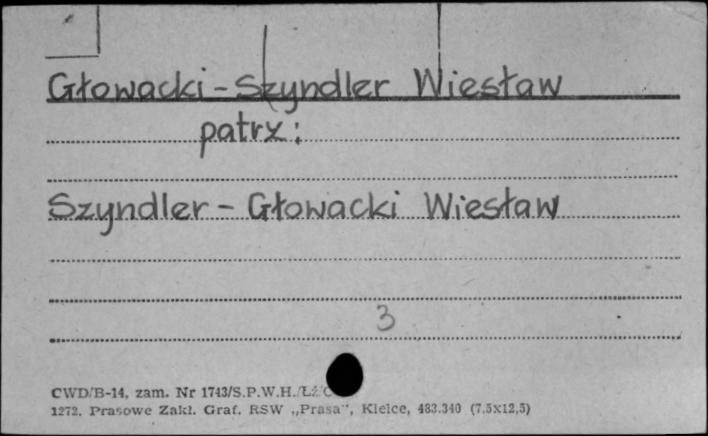 Głowacki - Szyndler Wiesław
patrz:
Szyndler - Głowacki Wiesław
3
CWD/B-14, zam. Nr 1743/S.P.W.H.
1272. Prasowe Zakł. Graf. RSW „Prasa", Kielce, 483.340 (7,5x12,5)